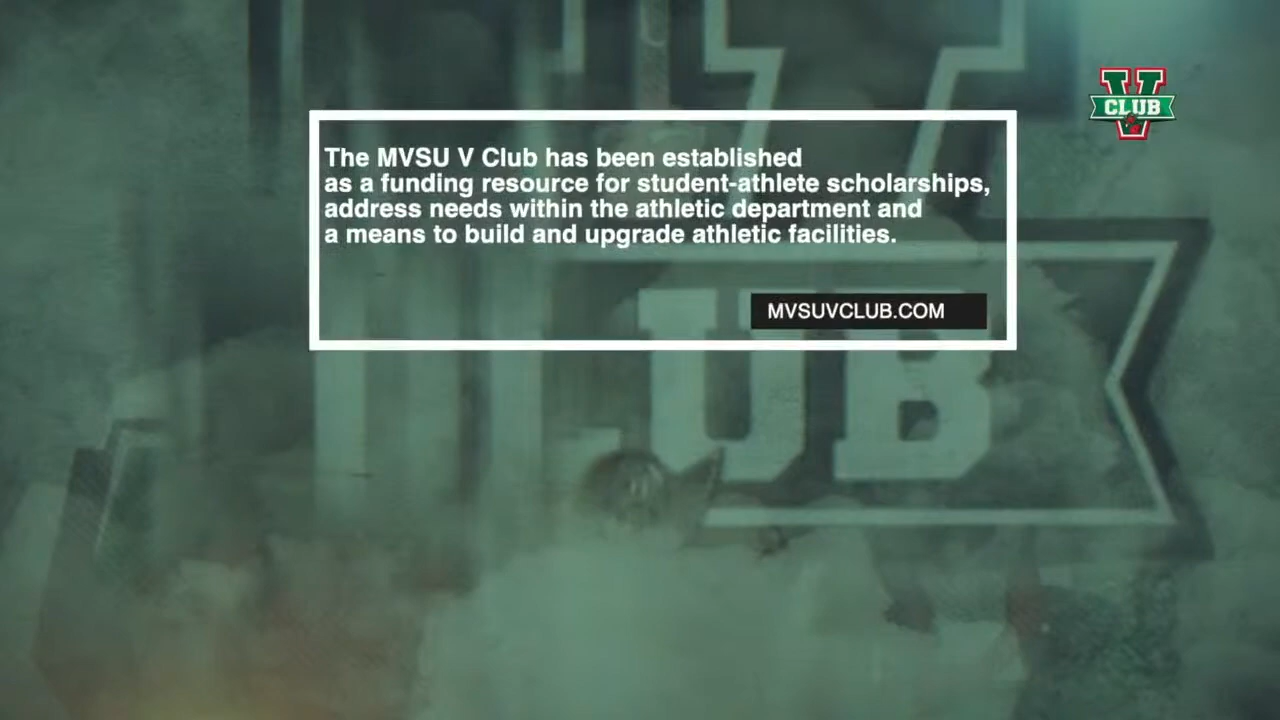 V
CLUB
The MVSU V Club has been established
as a funding resource for student-athlete scholarships,
address needs within the athletic department and
a means to build and upgrade athletic facilities.
MVSUVCLUB.COM
UB